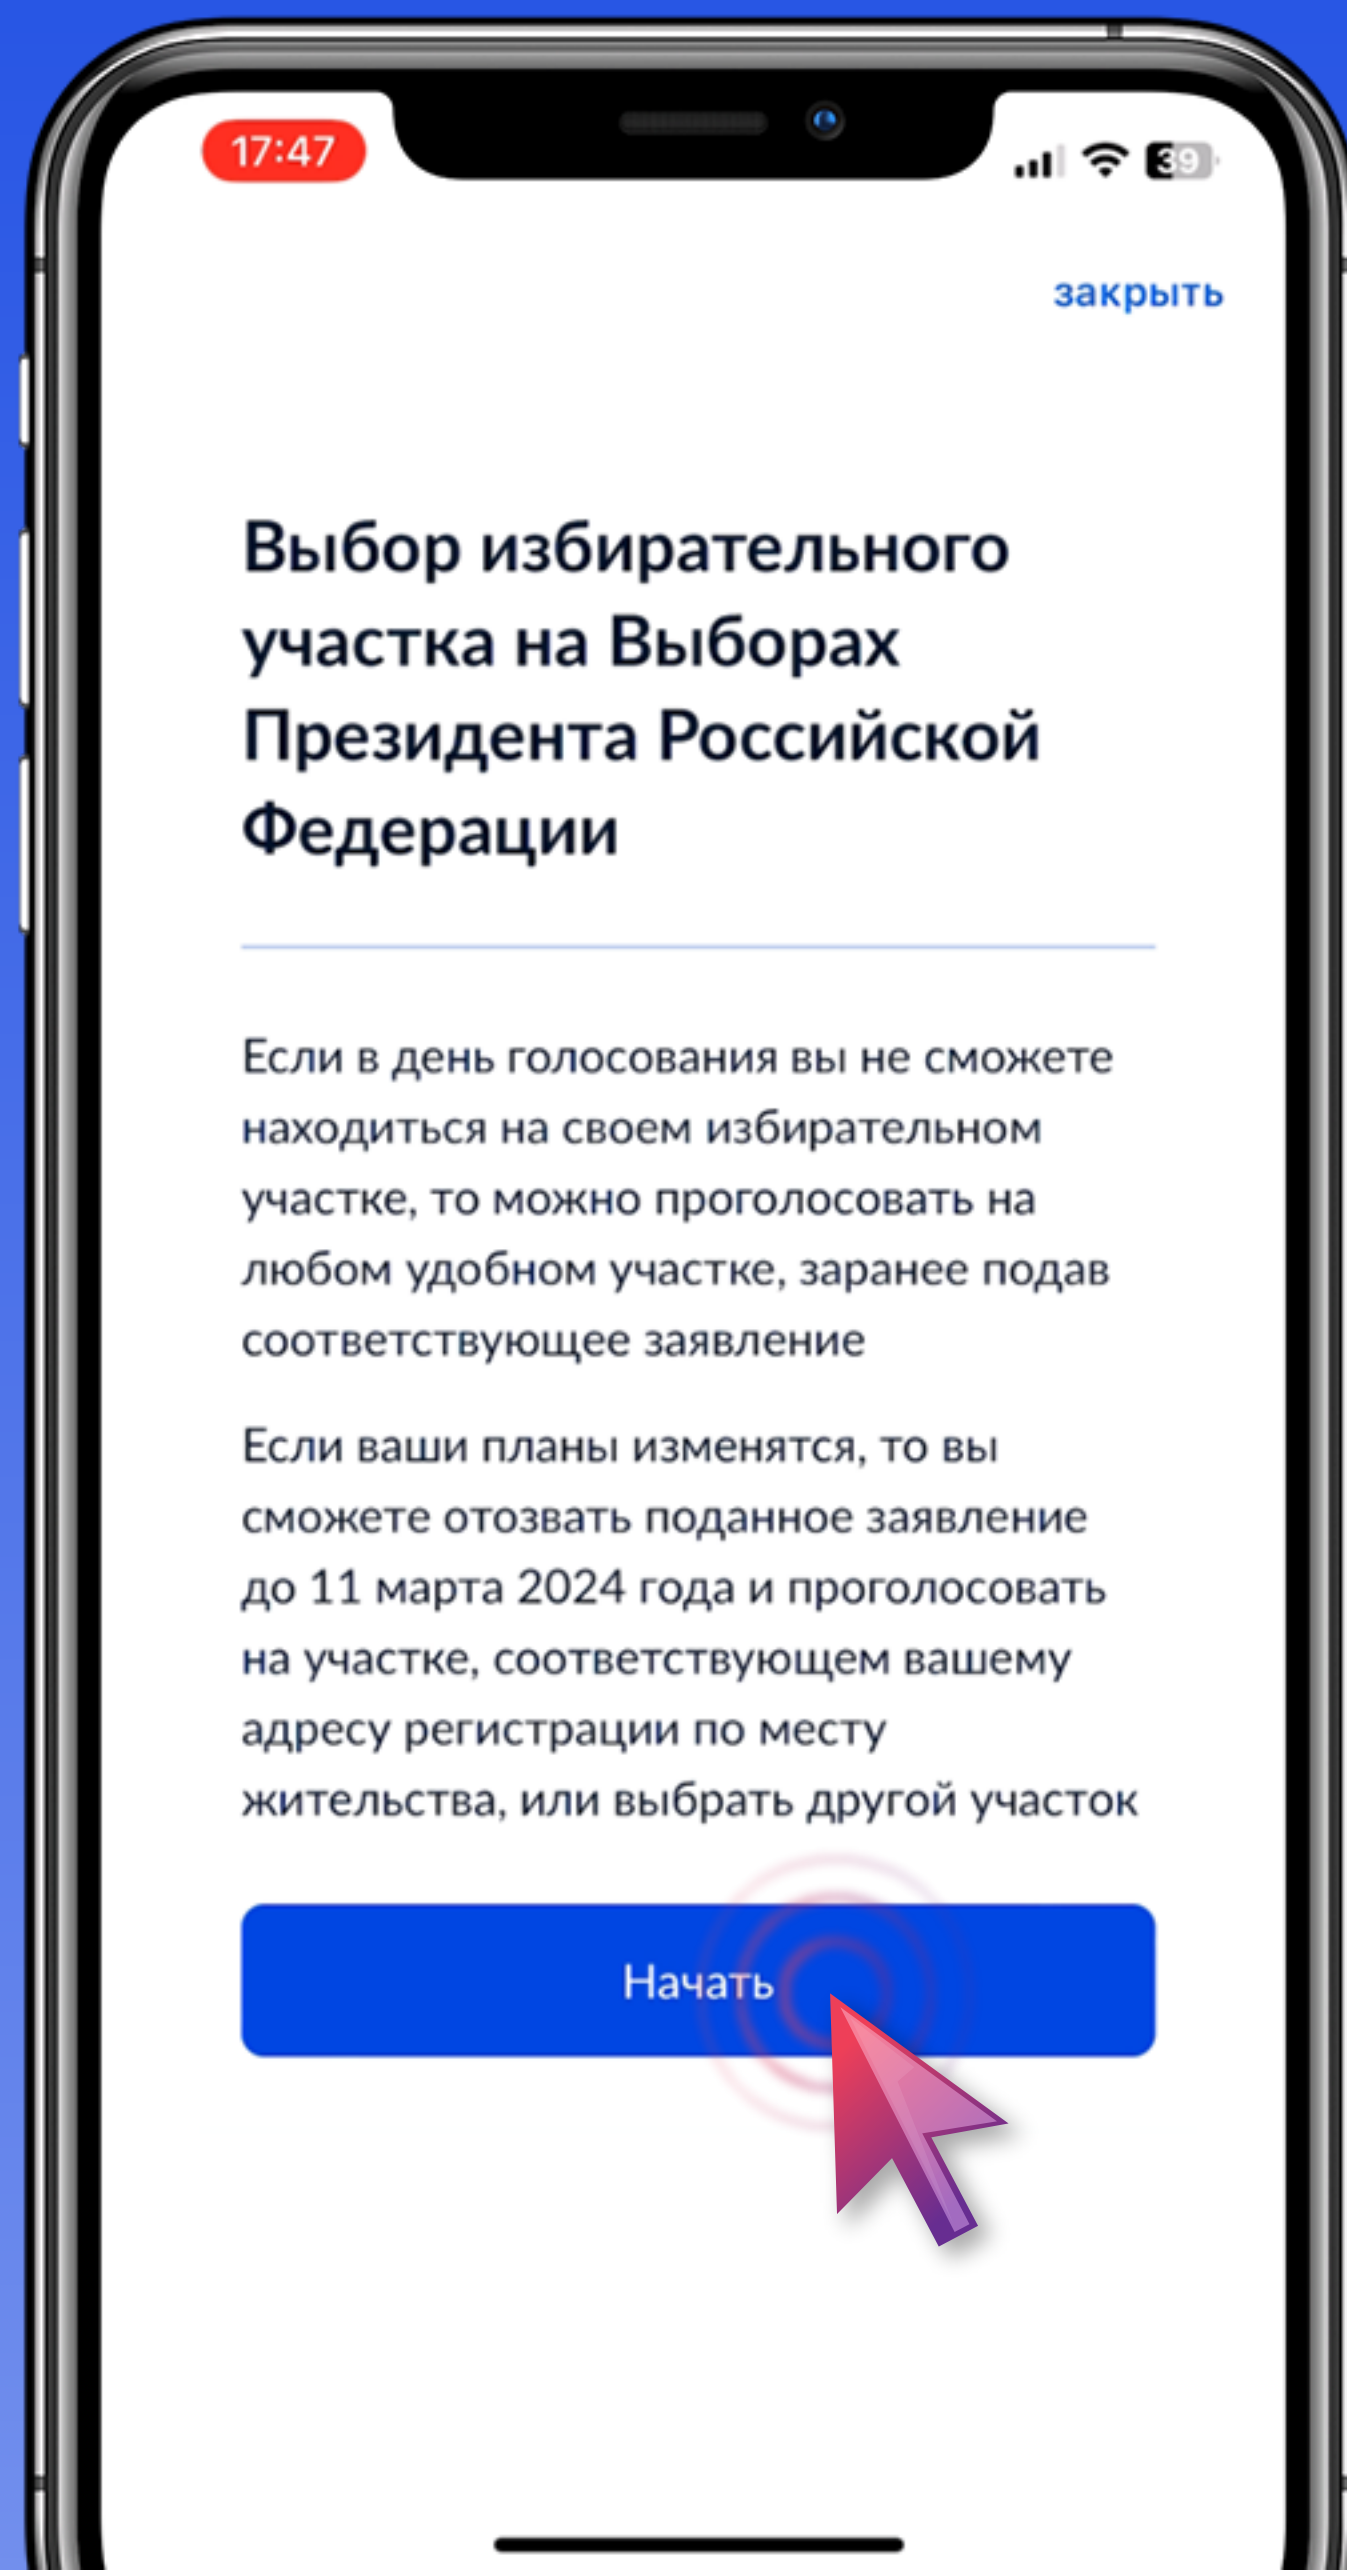 17:47
39
закрыть
Выбор избирательного
участка на Выборах
Президента Российской
Федерации
Если в день голосования вы не сможете
находиться на своем избирательном
участке, то можно проголосовать на
любом удобном участке, заранее подав
соответствующее заявление
Если ваши планы изменятся, то вы
сможете отозвать поданное заявление
до 11 марта 2024 года и проголосовать
на участке, соответствующем вашему
адресу регистрации по месту
жительства, или выбрать другой участок
Начать